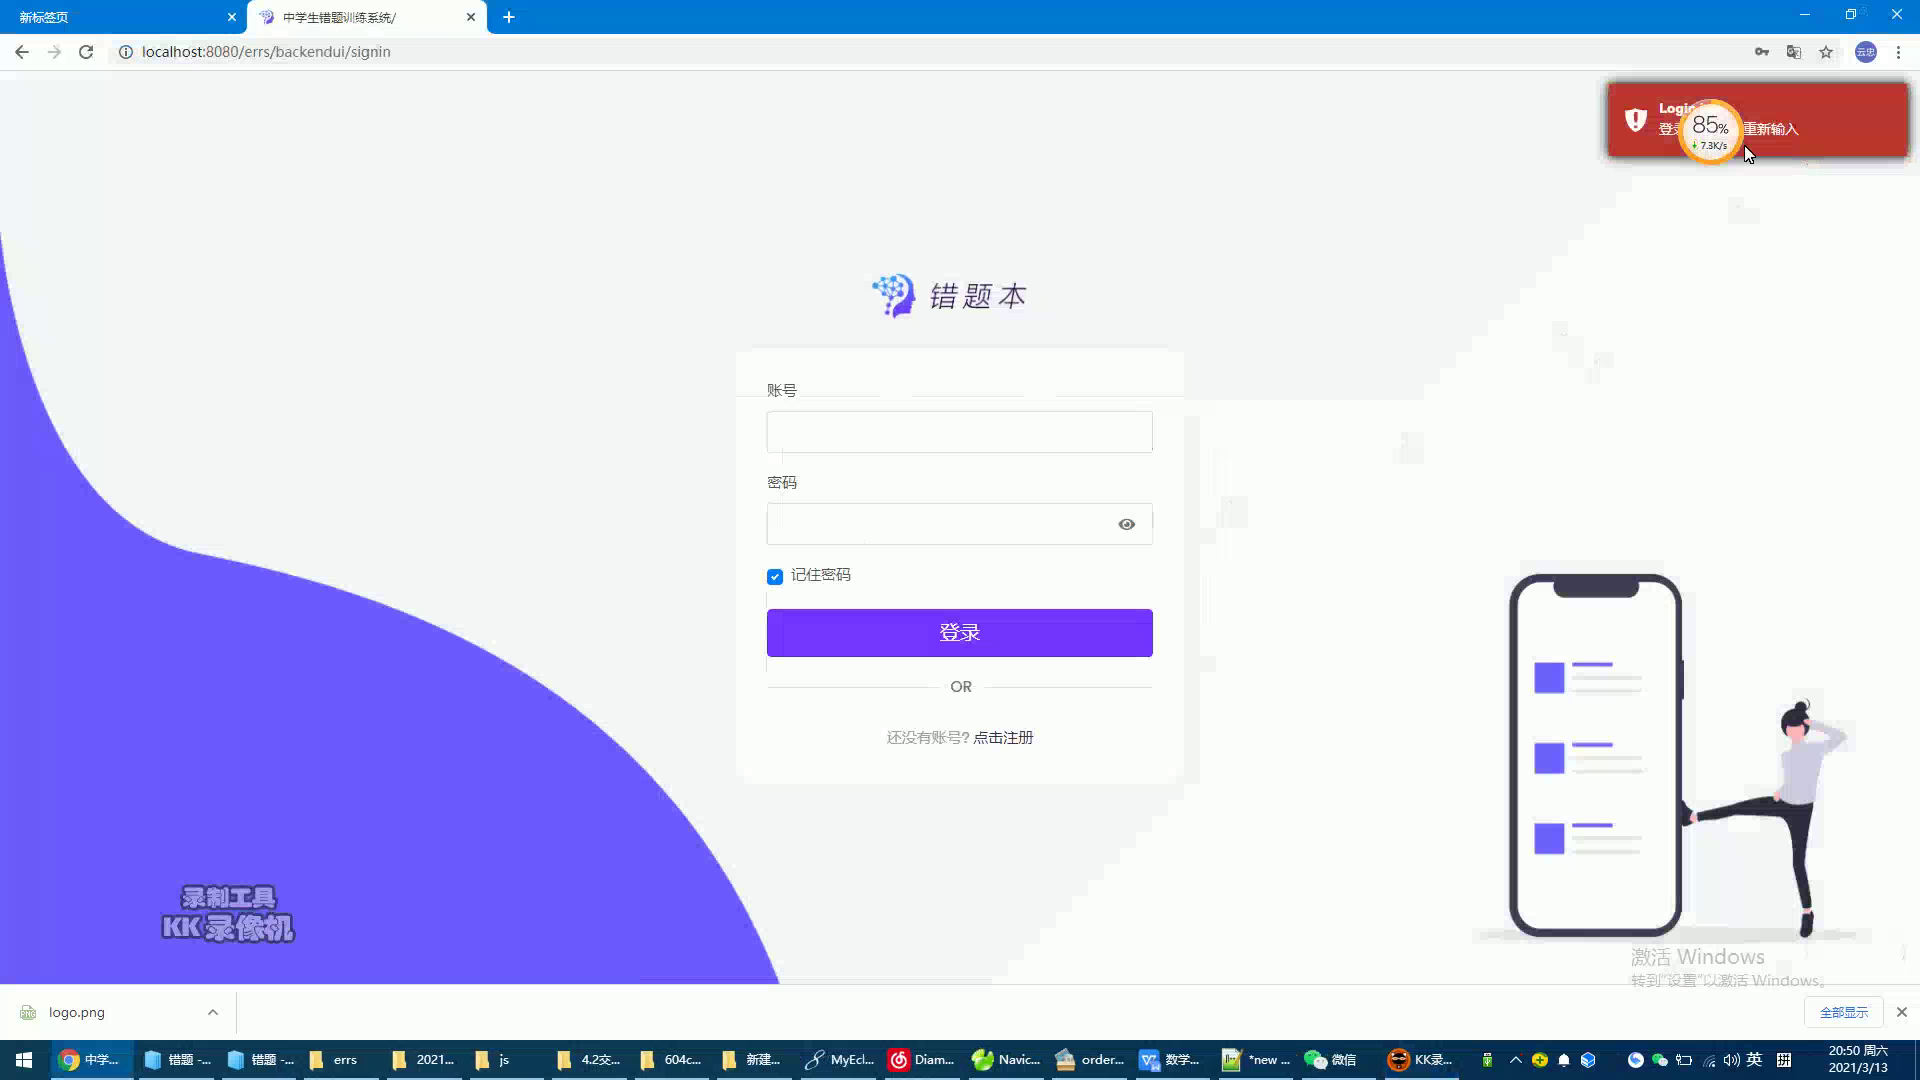 新标签页
中学生错题训练系统/
localhost:8080/errs/backendui/signin
云忠
Login
登录 重新输入
85%
7.3K/s
错题本
账号
密码
记住密码
登录
OR
还没有账号? 点击注册
录制工具
KK 录像机
激活 Windows
转到"设置"以激活 Windows。
logo.png
全部显示
中学...
错题 -...
错题 -...
errs
2021...
js
4.2交...
604c...
新建...
MyEcl...
Diam...
Navic...
order...
数学...
*new ...
微信
KK录...
英
拼
20:50 周六
2021/3/13